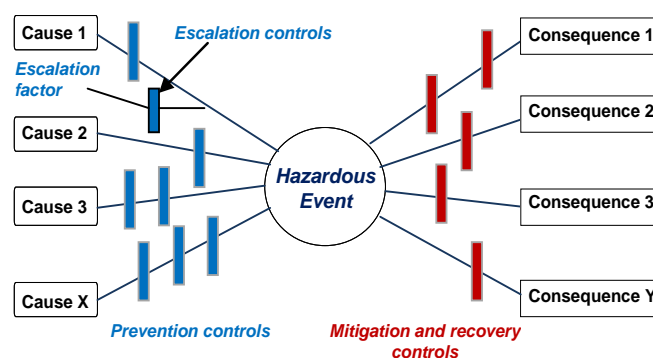 Cause 1
Escalation controls
Consequence 1
Escalation
factor
Consequence 2
Cause 2
Hazardous
Event
Cause 3
Consequence 3
Cause X
Consequence Y
Prevention controls
Mitigation and recovery
controls